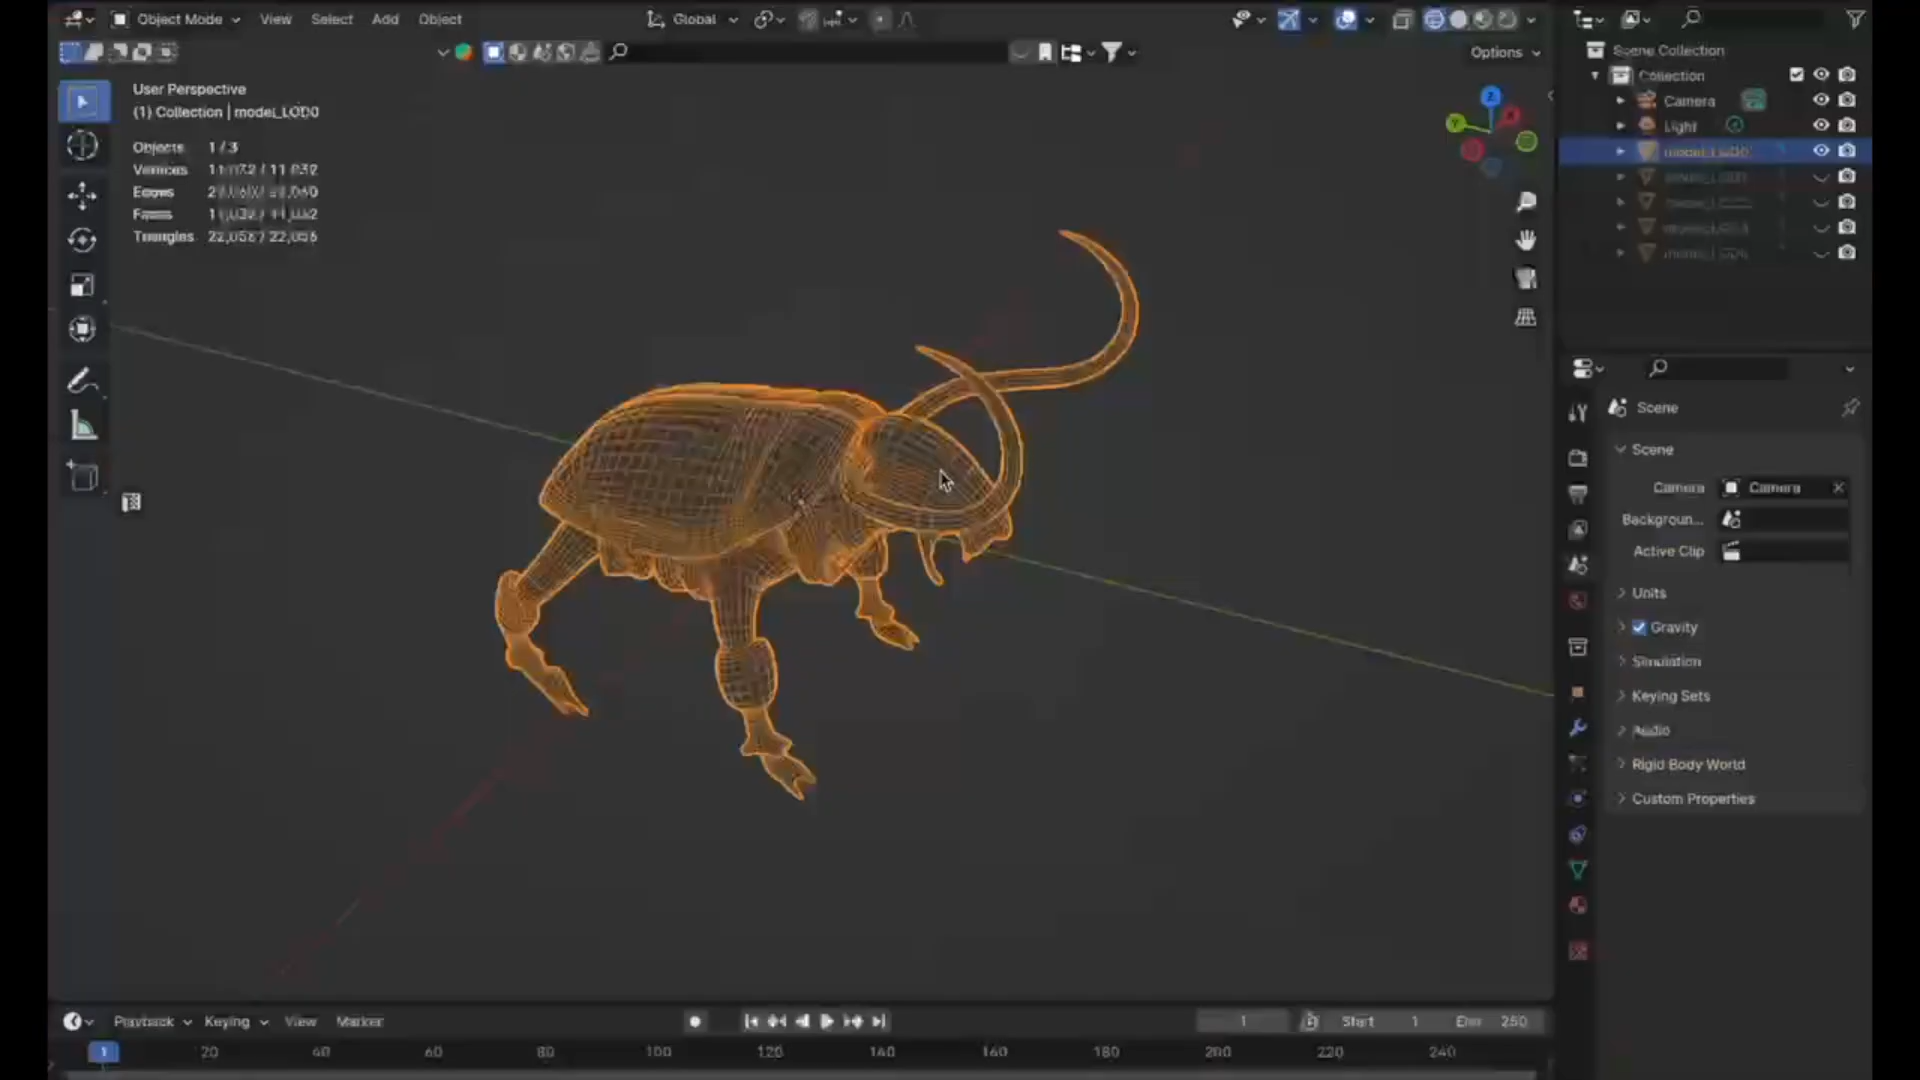 Object Mode View Select Add Object Global
Options
User Perspective
(1) Collection | model_LOD0
Objects 1 / 3
Vertices
Edges
Faces
Triangles
Scene Collection
Collection
Camera
Light
model_LOD0
Scene
Scene
Camera Camera
Backgroun...
Active Clip
Units
Gravity
Simulation
Keying Sets
Audio
Rigid Body World
Custom Properties
Playback Keying View Marker 1 Start 1 End 250
1 20 40 60 80 100 120 140 160 180 200 220 240